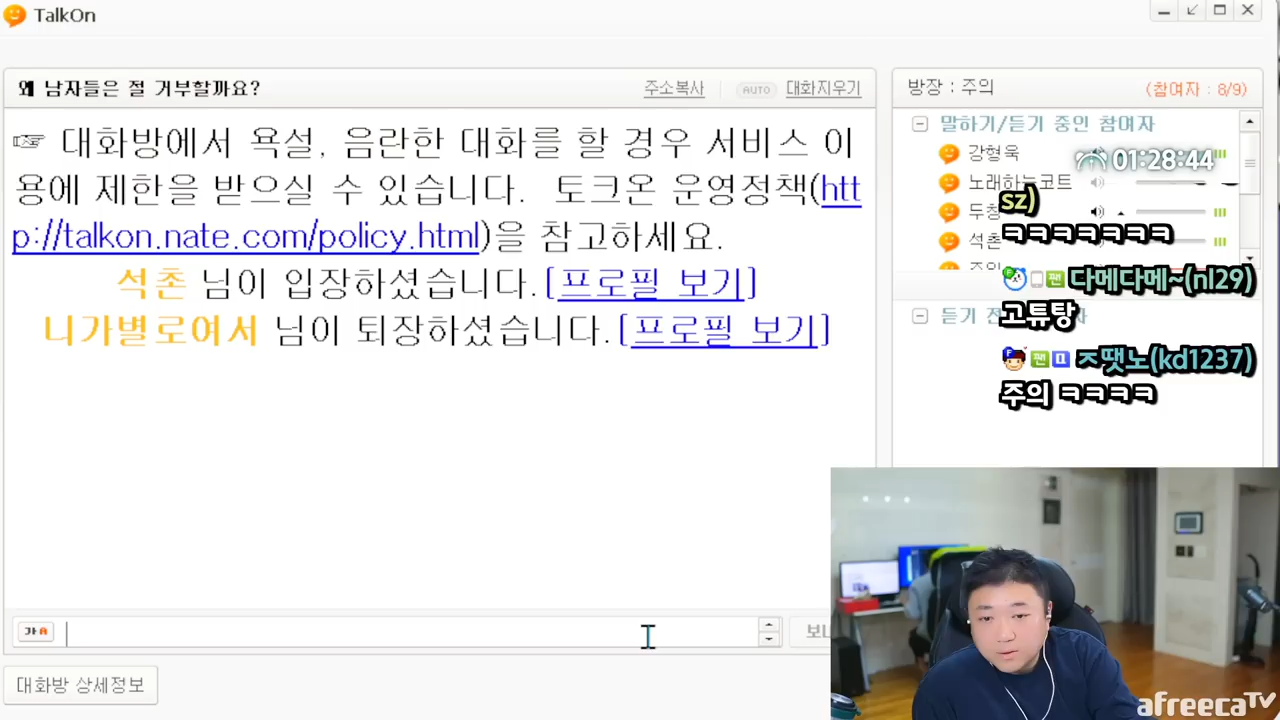 TalkOn
왜 남자들은 절 거부할까요?
주소복사
AUTO
대화지우기
☞ 대화방에서 욕설, 음란한 대화를 할 경우 서비스 이
용에 제한을 받으실 수 있습니다. 토크온 운영정책(htt
p://talkon.nate.com/policy.html)을 참고하세요.
석촌 님이 입장하셨습니다.[프로필 보기]
니가별로여서 님이 퇴장하셨습니다.[프로필 보기]
가
대화방 상세정보
방장 : 주의
(참여자 : 8/9)
말하기/듣기 중인 참여자
강형욱
01:28:44
노래하는코트
sz)
두창
ㅋㅋㅋㅋㅋㅋㅋ
석촌
팬 다메다메~(nl29)
듣기
고튜탕
팬 ㅈ땟노(kd1237)
주의 ㅋㅋㅋㅋ
afreecaTV